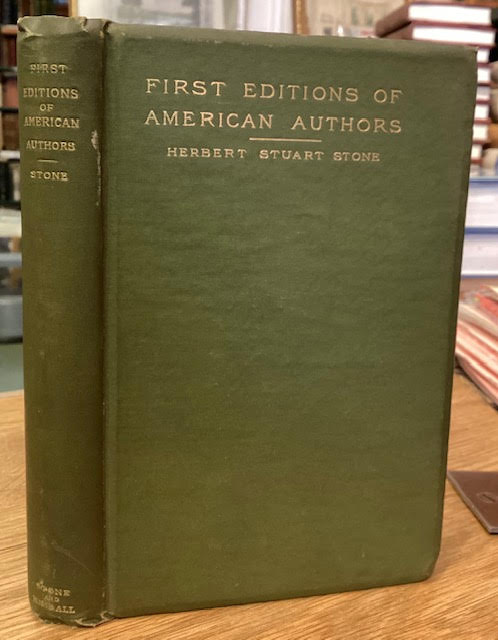 FIRST
EDITIONS
OF
AMERICAN
AUTHORS
STONE
STONE
AND
KIMBALL
FIRST EDITIONS OF
AMERICAN AUTHORS
HERBERT STUART STONE